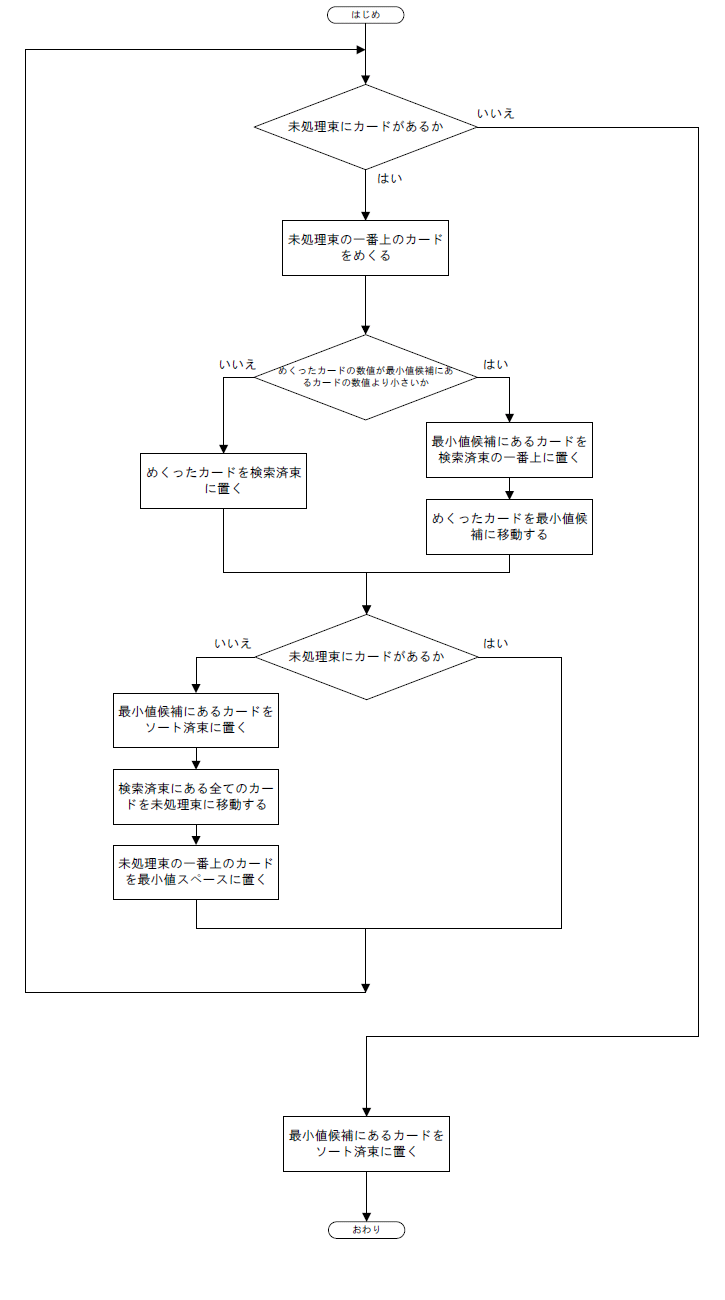 はじめ
未処理束にカードがあるか
いいえ
はい
未処理束の一番上のカード
をめくる
いいえ
めくったカードの数値が最小値候補にあ
るカードの数値より小さいか
はい
最小値候補にあるカードを
検索済束の一番上に置く
めくったカードを検索済束
に置く
めくったカードを最小値候
補に移動する
いいえ
未処理束にカードがあるか
はい
最小値候補にあるカードを
ソート済束に置く
検索済束にある全てのカー
ドを未処理束に移動する
未処理束の一番上のカード
を最小値スペースに置く
最小値候補にあるカードを
ソート済束に置く
おわり